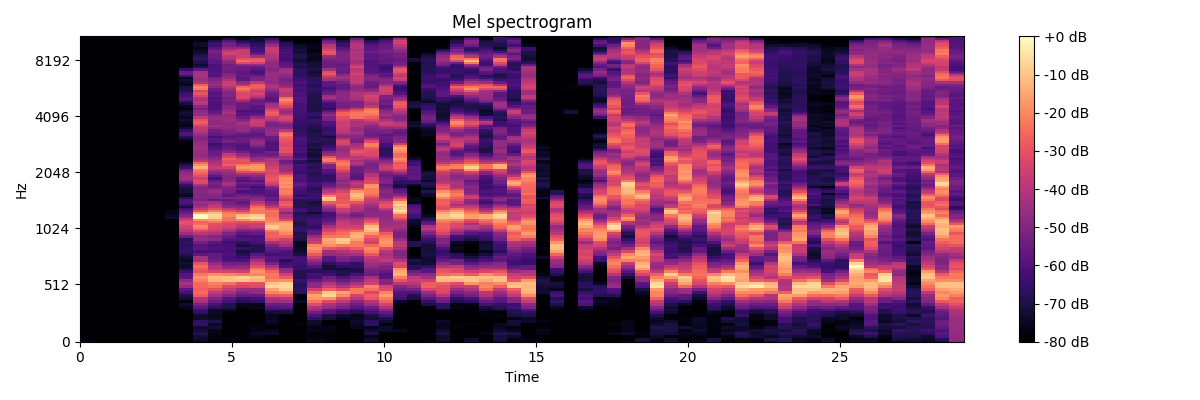 Mel spectrogram
Hz
8192
4096
2048
1024
512
0
0 5 10 15 20 25
Time
+0 dB
-10 dB
-20 dB
-30 dB
-40 dB
-50 dB
-60 dB
-70 dB
-80 dB